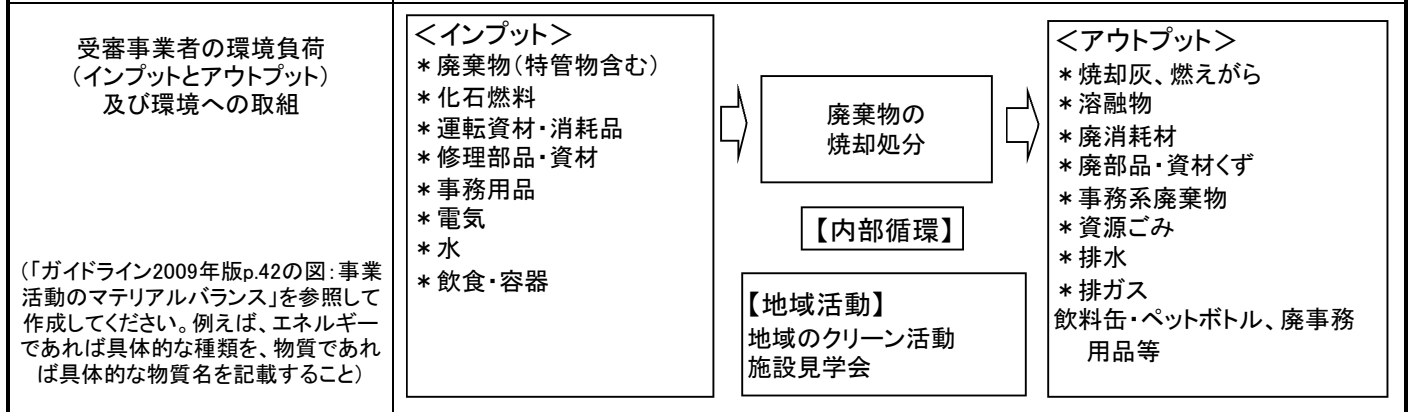 受審事業者の環境負荷
(インプットとアウトプット)
及び環境への取組
(「ガイドライン2009年版p.42の図:事業
活動のマテリアルバランス」を参照して
作成してください。例えば、エネルギー
であれば具体的な種類を、物質であれ
ば具体的な物質名を記載すること)
<インプット>
*廃棄物(特管物含む)
*化石燃料
*運転資材・消耗品
*修理部品・資材
*事務用品
*電気
*水
*飲食・容器
廃棄物の
焼却処分
【内部循環】
【地域活動】
地域のクリーン活動
施設見学会
<アウトプット>
*焼却灰、燃えがら
*溶融物
*廃消耗材
*廃部品・資材くず
*事務系廃棄物
*資源ごみ
*排水
*排ガス
飲料缶・ペットボトル、廃事務
用品等